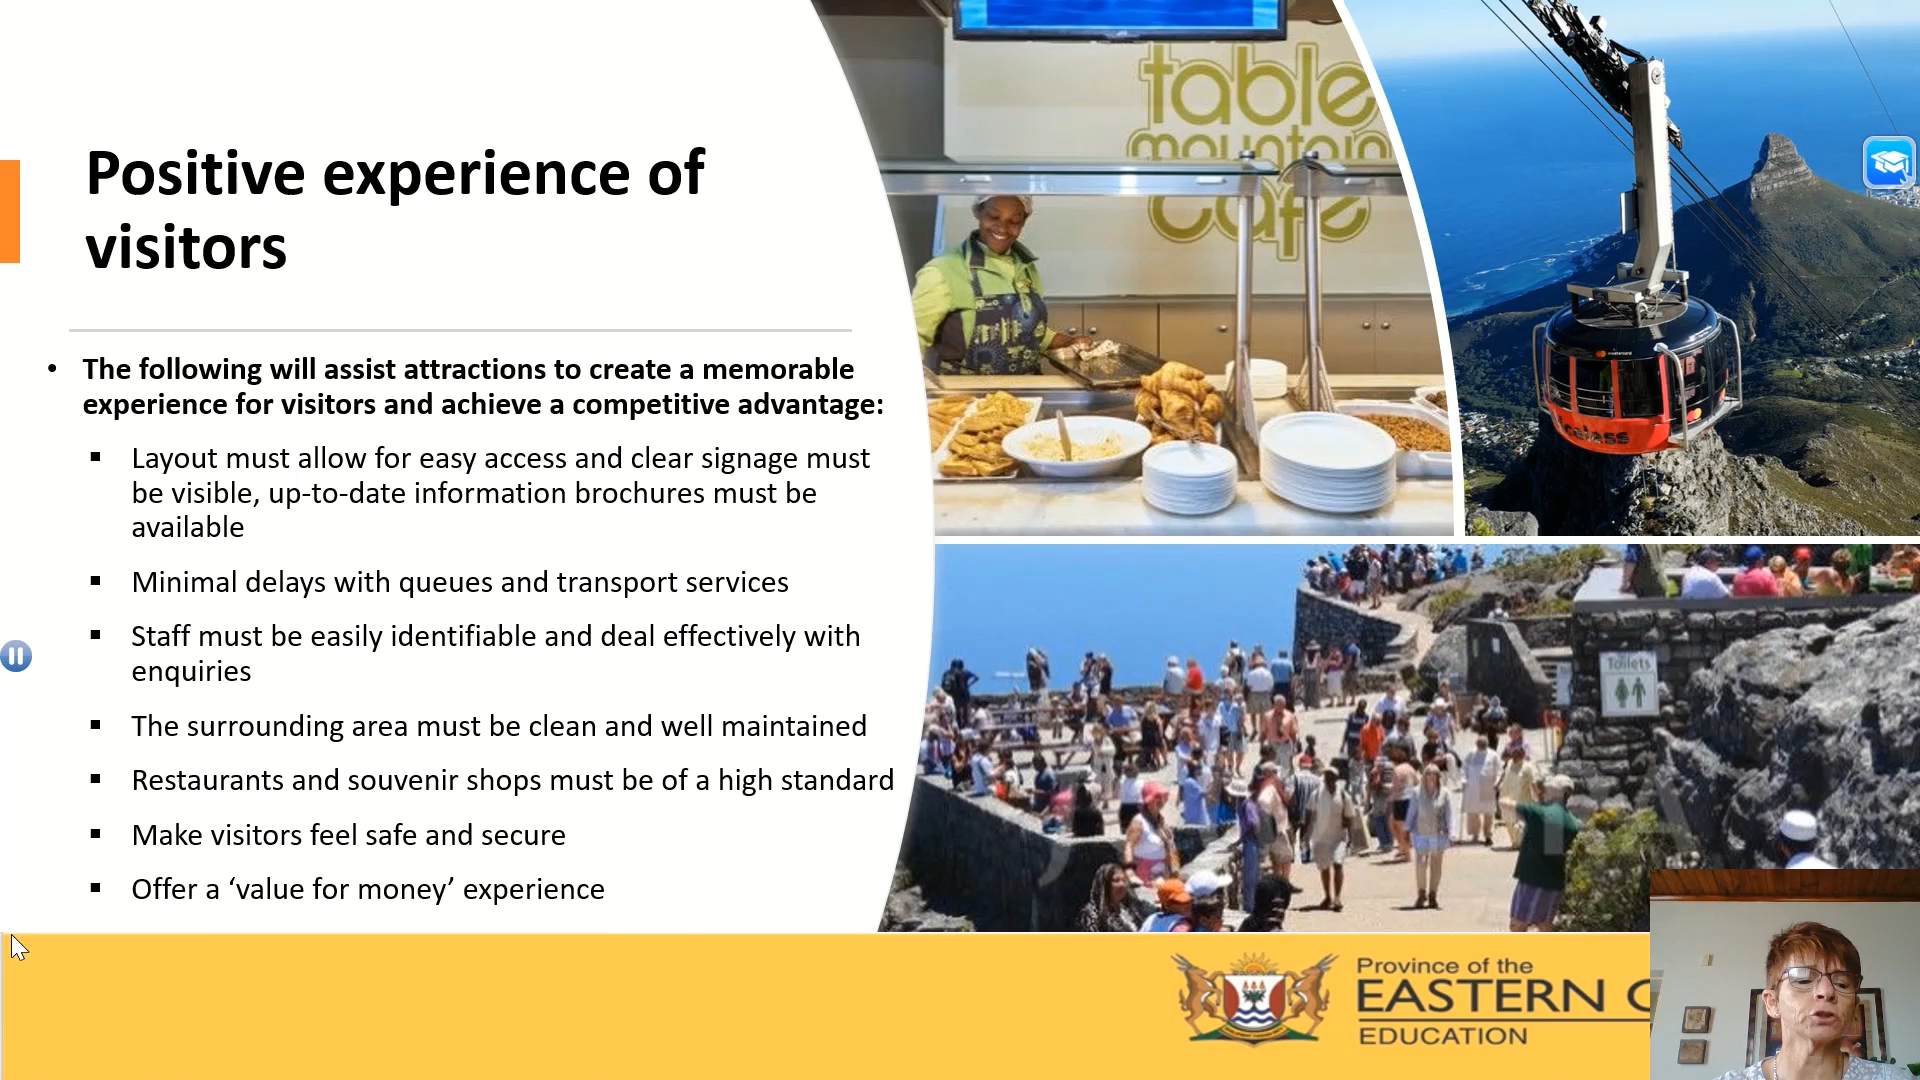 Positive experience of
visitors
• The following will assist attractions to create a memorable
experience for visitors and achieve a competitive advantage:
▪ Layout must allow for easy access and clear signage must
be visible, up-to-date information brochures must be
available
▪ Minimal delays with queues and transport services
▪ Staff must be easily identifiable and deal effectively with
enquiries
▪ The surrounding area must be clean and well maintained
▪ Restaurants and souvenir shops must be of a high standard
▪ Make visitors feel safe and secure
▪ Offer a ‘value for money’ experience
table
mountain
café
mastercard
Toilets
Province of the
EASTERN C
EDUCATION